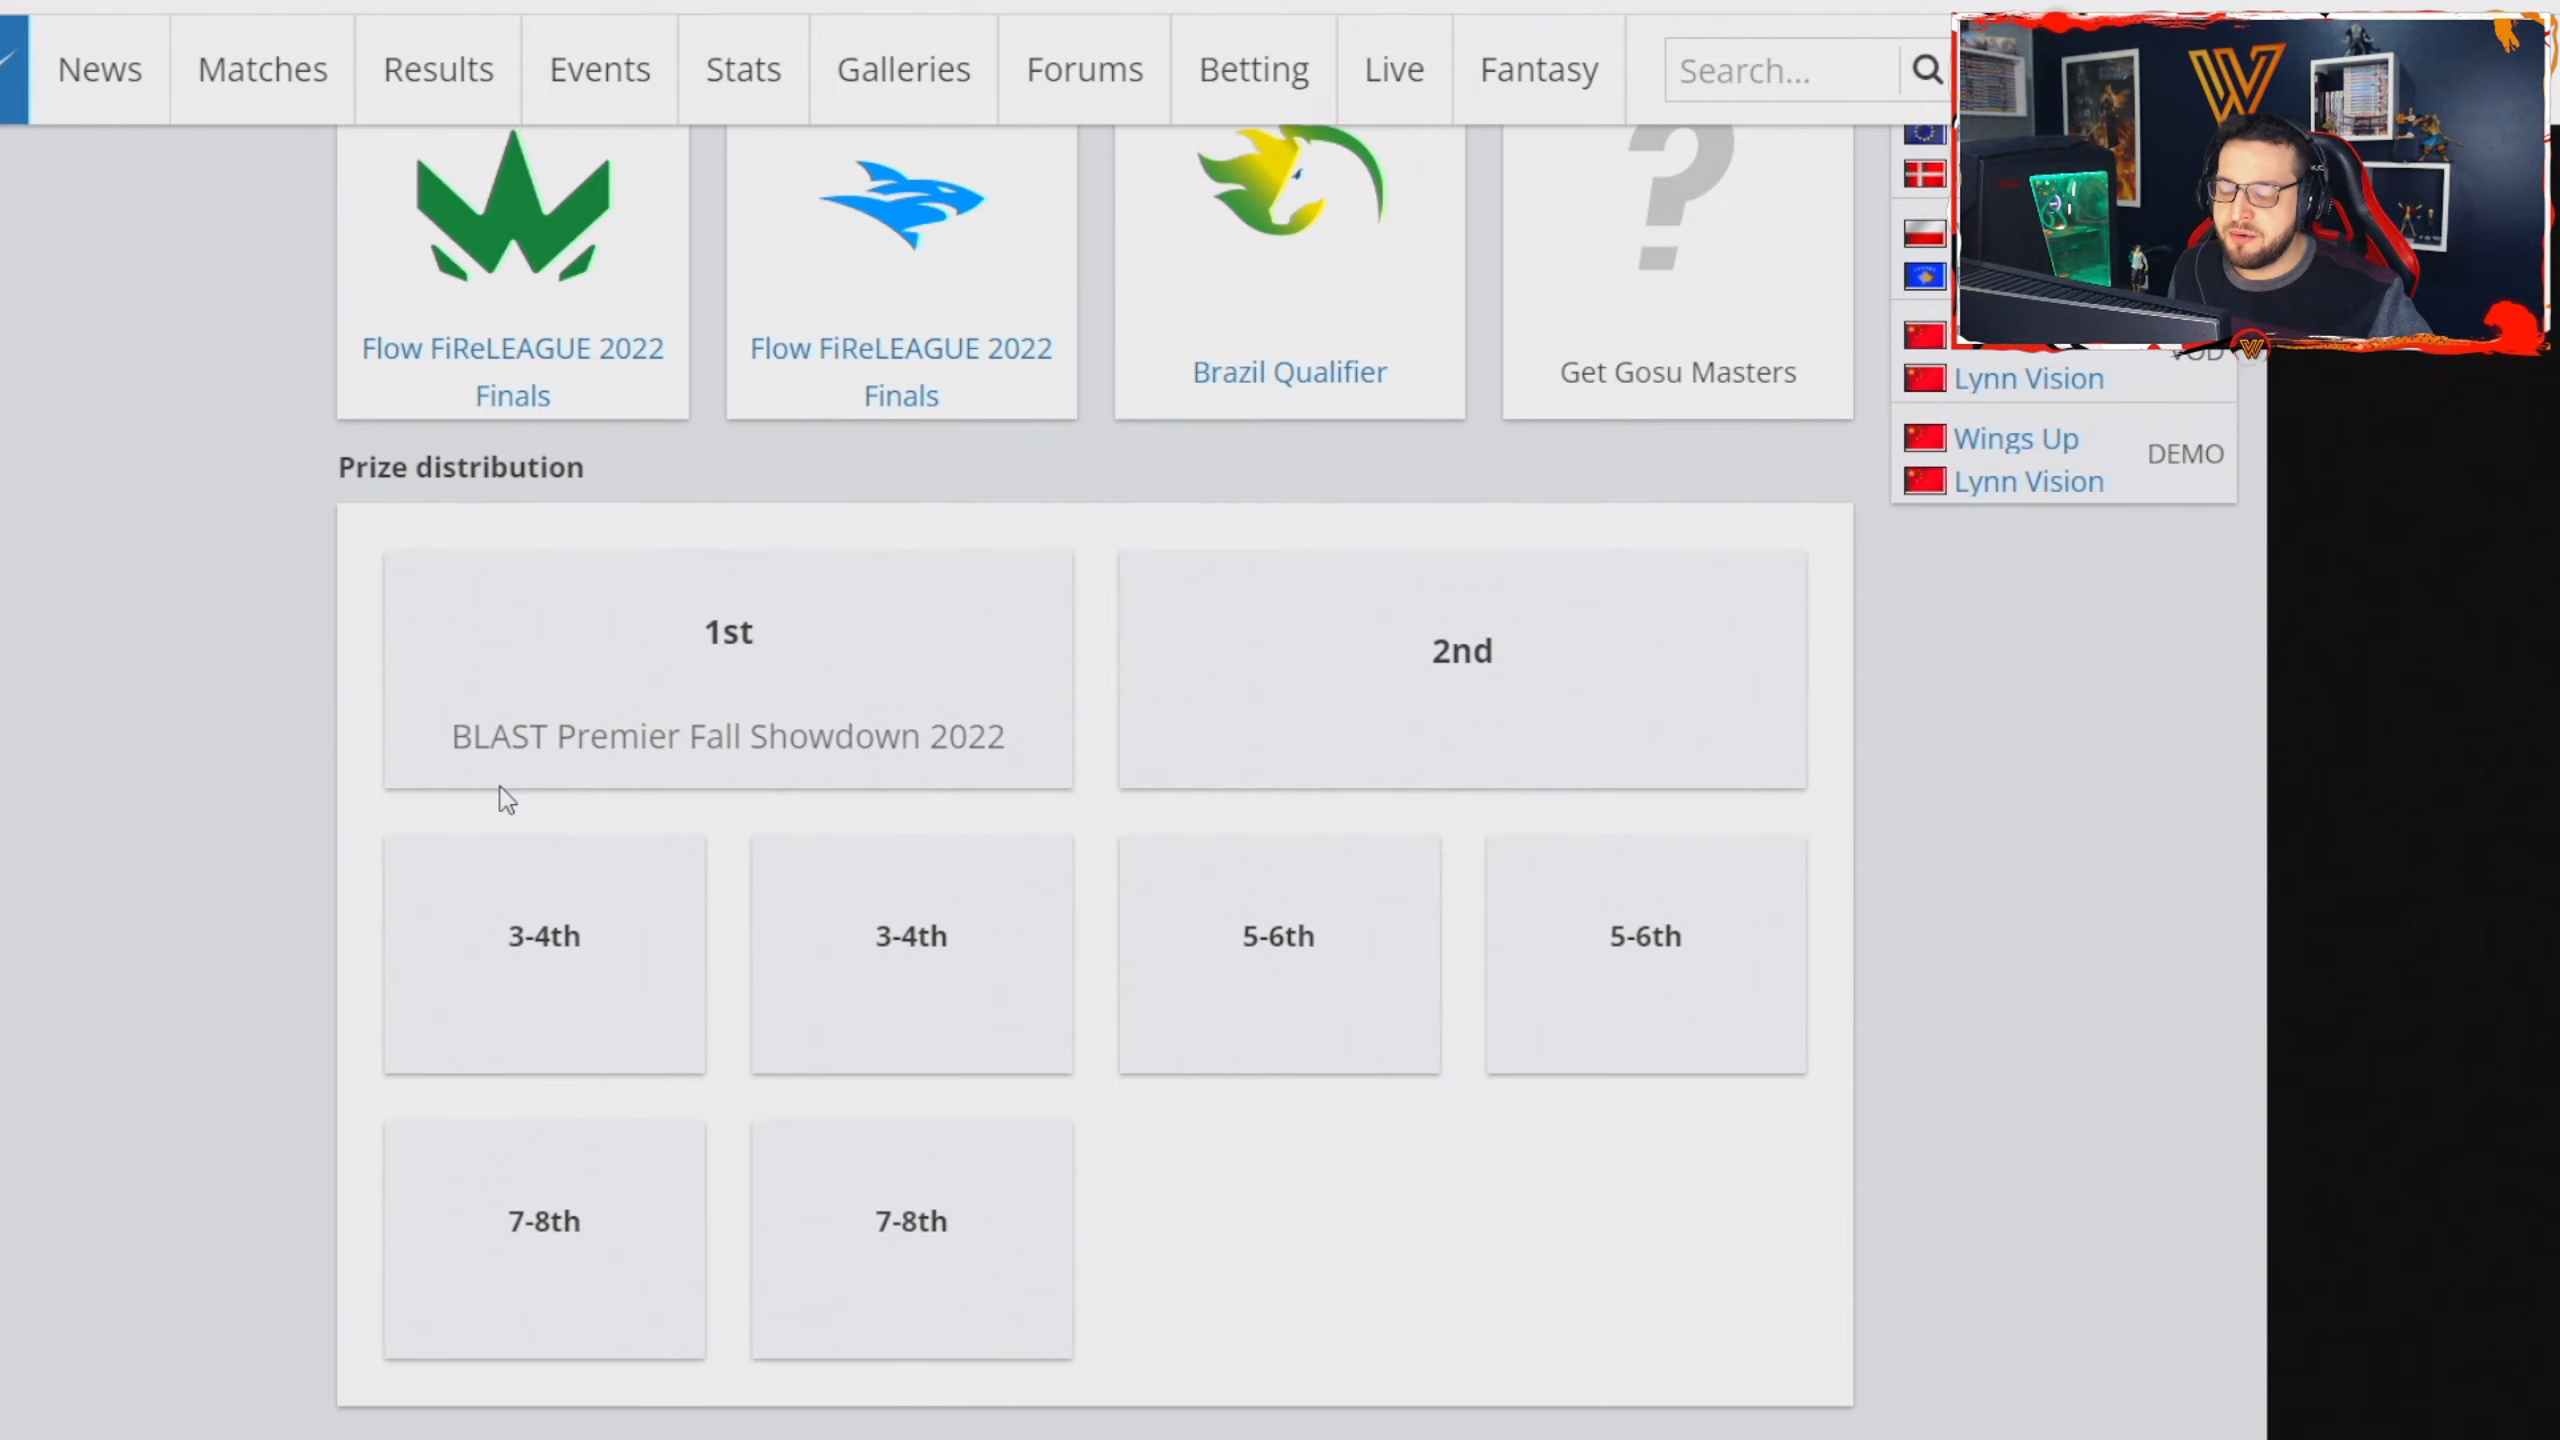 News Matches Results Events Stats Galleries Forums Betting Live Fantasy Search...
Flow FiReLEAGUE 2022
Finals
Flow FiReLEAGUE 2022
Finals
Brazil Qualifier
Get Gosu Masters
Lynn Vision
Wings Up
Lynn Vision
DEMO
Prize distribution
1st
BLAST Premier Fall Showdown 2022
2nd
3-4th
3-4th
5-6th
5-6th
7-8th
7-8th